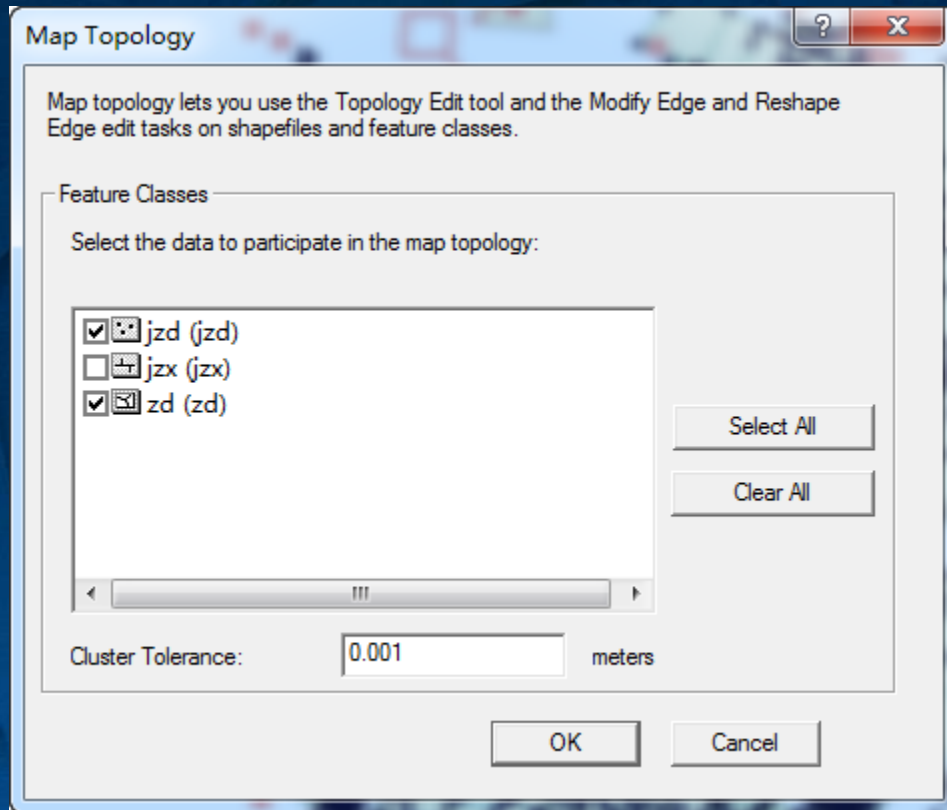 Map Topology
?
Map topology lets you use the Topology Edit tool and the Modify Edge and Reshape
Edge edit tasks on shapefiles and feature classes.
Feature Classes
Select the data to participate in the map topology:
jzd (jzd)
jzx (jzx)
zd (zd)
Select All
Clear All
Cluster Tolerance:
0.001
meters
OK
Cancel